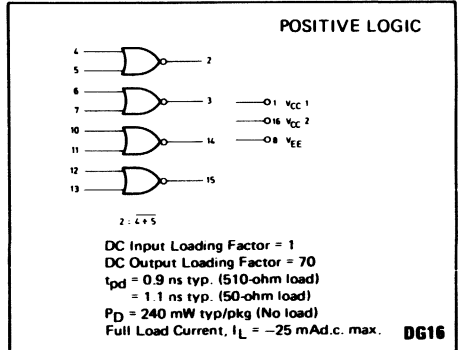 POSITIVE LOGIC
4
5
2
6
7
3
1 VCC 1
16 VCC 2
8 VEE
10
11
14
12
13
15
2 : 4 + 5
DC Input Loading Factor = 1
DC Output Loading Factor = 70
tpd = 0.9 ns typ. (510-ohm load)
= 1.1 ns typ. (50-ohm load)
PD = 240 mW typ/pkg (No load)
Full Load Current, IL = −25 mAd.c. max.
DG16